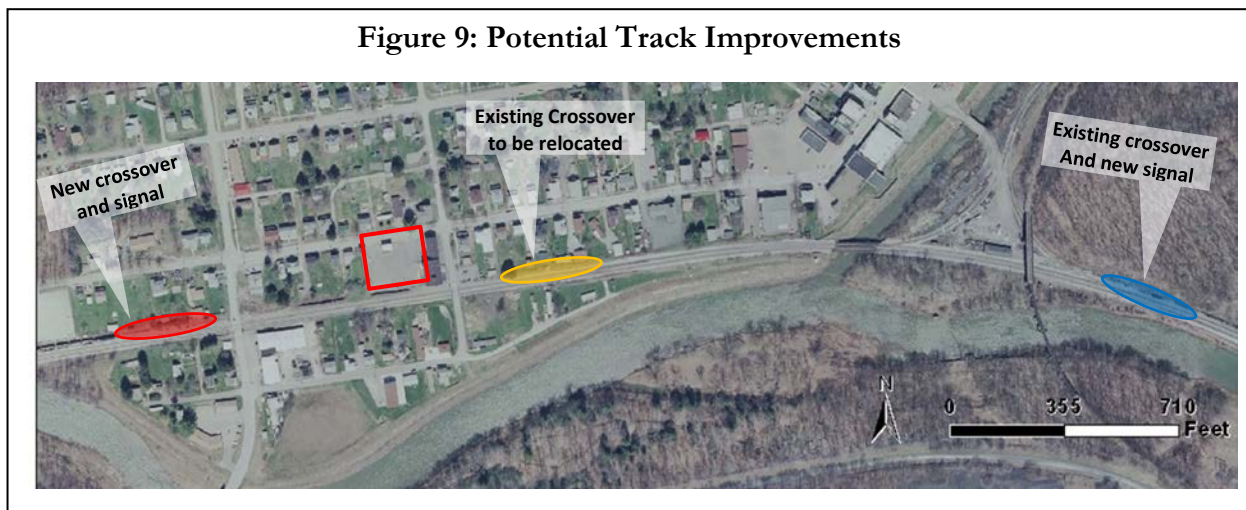 Figure 9: Potential Track Improvements
New crossover
and signal
Existing Crossover
to be relocated
Existing crossover
And new signal
N
0 355 710
Feet